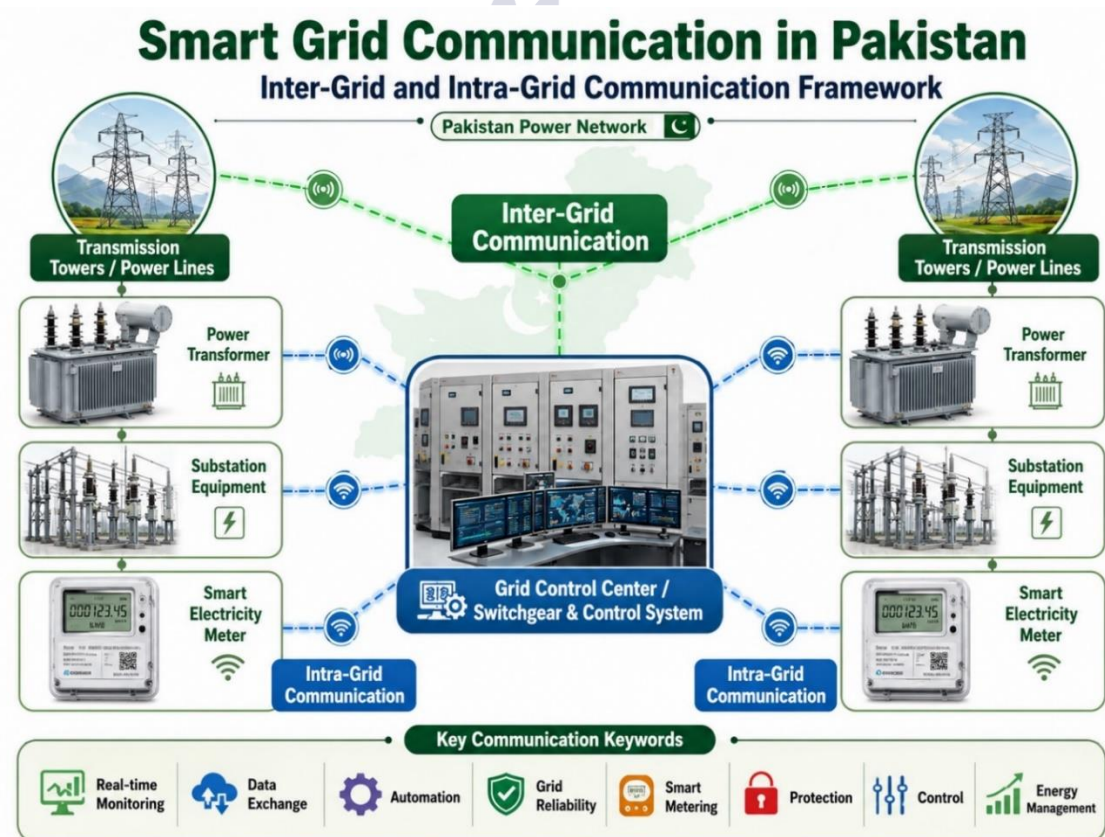 Smart Grid Communication in Pakistan
Inter-Grid and Intra-Grid Communication Framework
Pakistan Power Network
Inter-Grid
Communication
Transmission
Towers / Power Lines
Power
Transformer
Substation
Equipment
000123.45
Smart
Electricity
Meter
Transmission
Towers / Power Lines
Power
Transformer
Substation
Equipment
000123.45
Smart
Electricity
Meter
Grid Control Center /
Switchgear & Control System
Intra-Grid
Communication
Intra-Grid
Communication
Key Communication Keywords
Real-time
Monitoring
Data
Exchange
Automation
Grid
Reliability
Smart
Metering
Protection
Control
Energy
Management